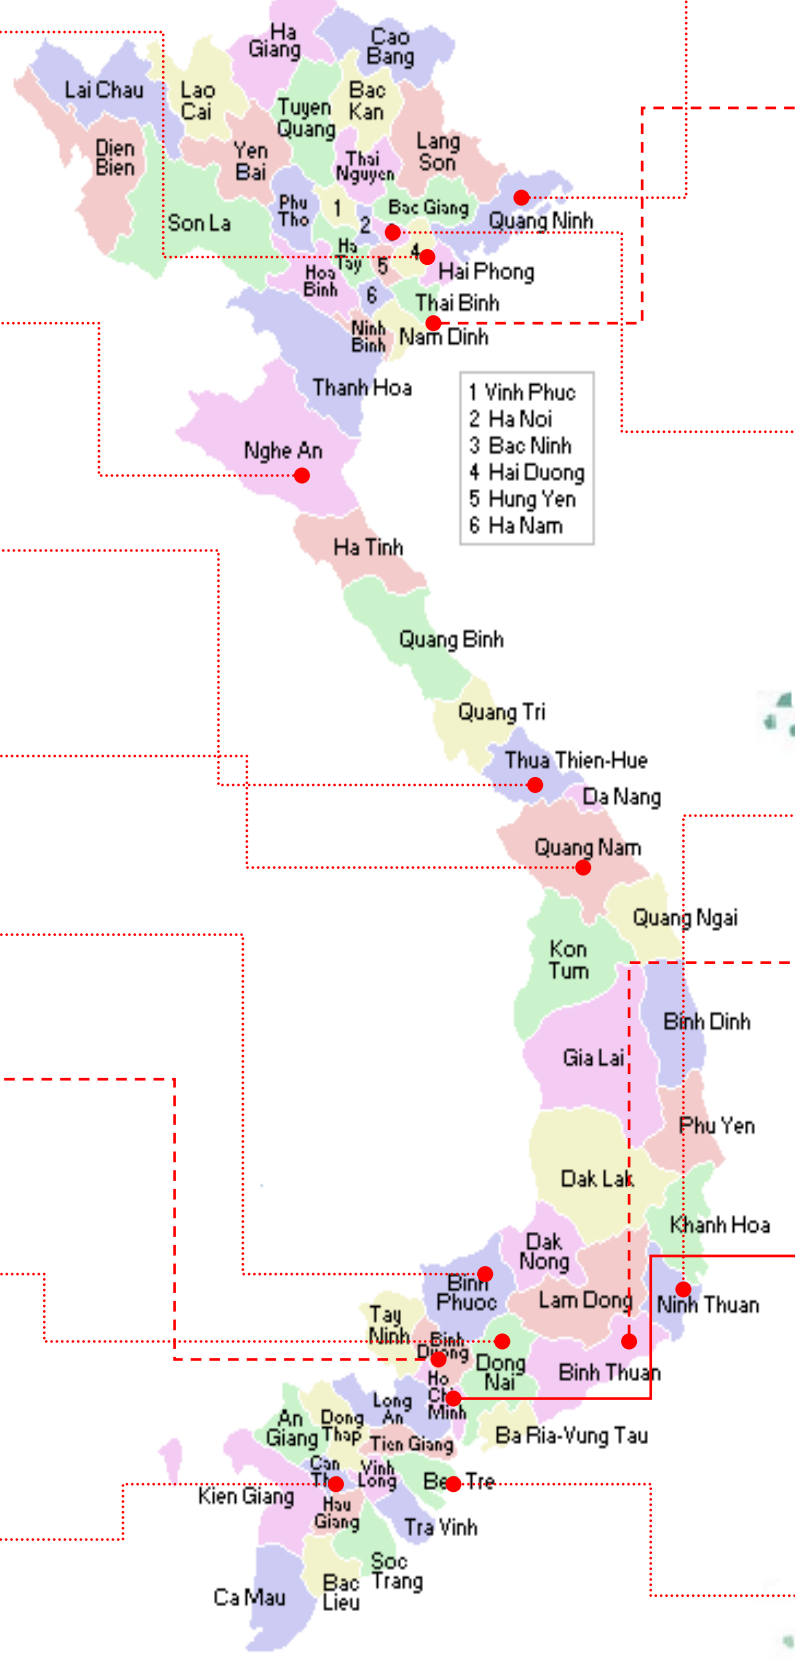 Ha
Giang
Cao
Bang
Lai Chau
Lao
Cai
Tuyen
Quang
Bac
Kan
Dien
Bien
Yen
Bai
Thai
Nguyen
Lang
Son
Phu
Tho
1
Bac Giang
Quang Ninh
Son La
2
Ha
Tay
5
4
Hai Phong
Hoa
Binh
6
Thai Binh
Ninh
Binh
Nam Dinh
Thanh Hoa
1 Vinh Phuc
2 Ha Noi
3 Bac Ninh
4 Hai Duong
5 Hung Yen
6 Ha Nam
Nghe An
Ha Tinh
Quang Binh
Quang Tri
Thua Thien-Hue
Da Nang
Quang Nam
Quang Ngai
Kon
Tum
Binh Dinh
Gia Lai
Phu Yen
Dak Lak
Khanh Hoa
Dak
Nong
Binh
Phuoc
Lam Dong
Ninh Thuan
Tay
Ninh
Binh
Duong
Dong
Nai
Binh Thuan
Ho
Chi
Minh
Long
An
An
Giang
Dong
Thap
Tien Giang
Ba Ria-Vung Tau
Can
Tho
Vinh
Long
Ben Tre
Kien Giang
Hau
Giang
Tra Vinh
Soc
Trang
Ca Mau
Bac
Lieu